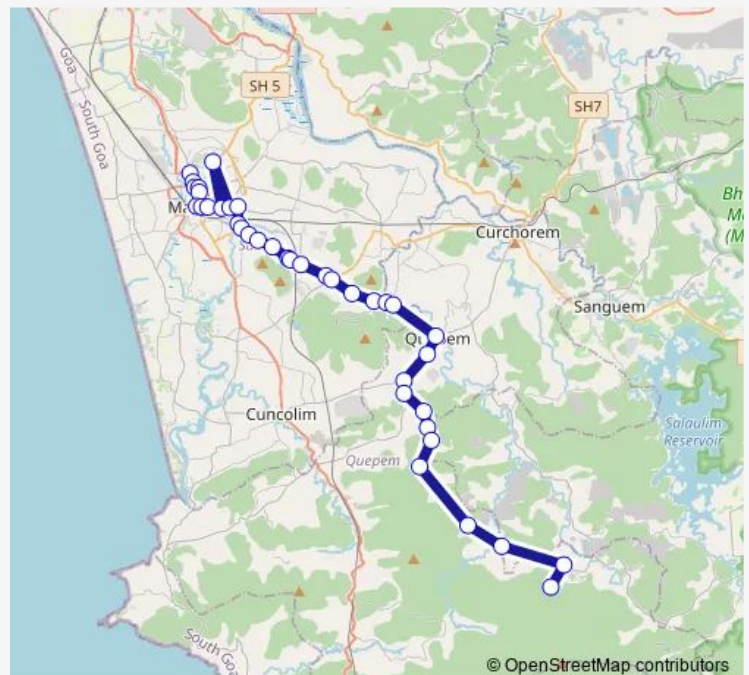 Goa
South Goa
SH 5
SH7
Curchorem
Sanguem
Cuncolim
Quepem
Salaulim
Reservoir
South Goa
© OpenStreetMap contributors